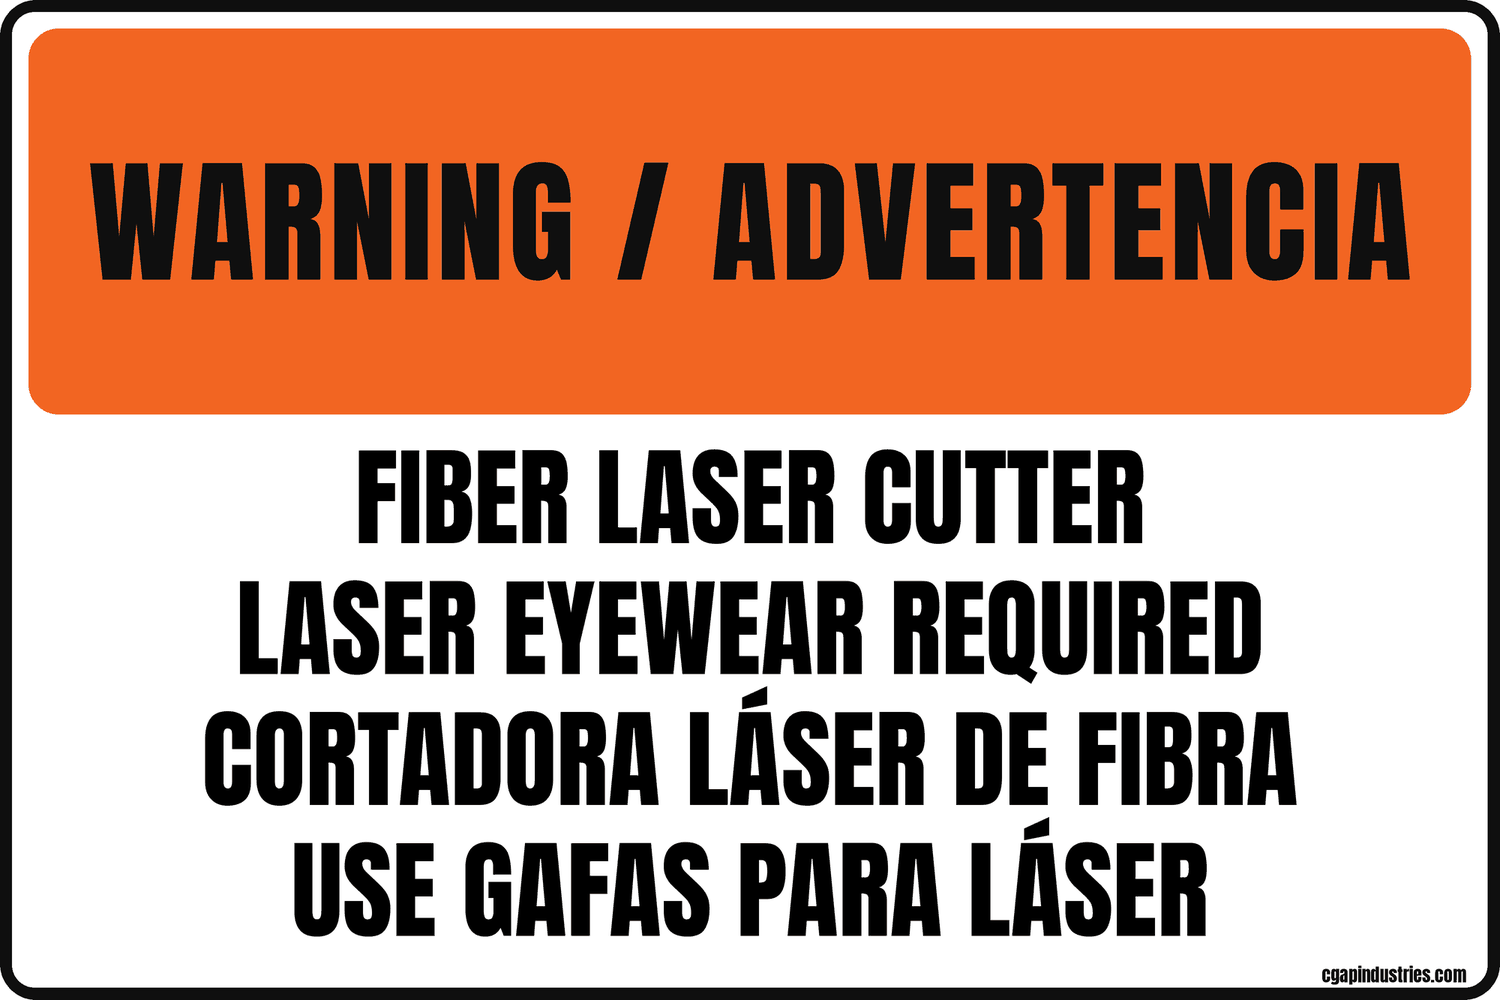 WARNING / ADVERTENCIA
FIBER LASER CUTTER
LASER EYEWEAR REQUIRED
CORTADORA LÁSER DE FIBRA
USE GAFAS PARA LÁSER
cgapindustries.com